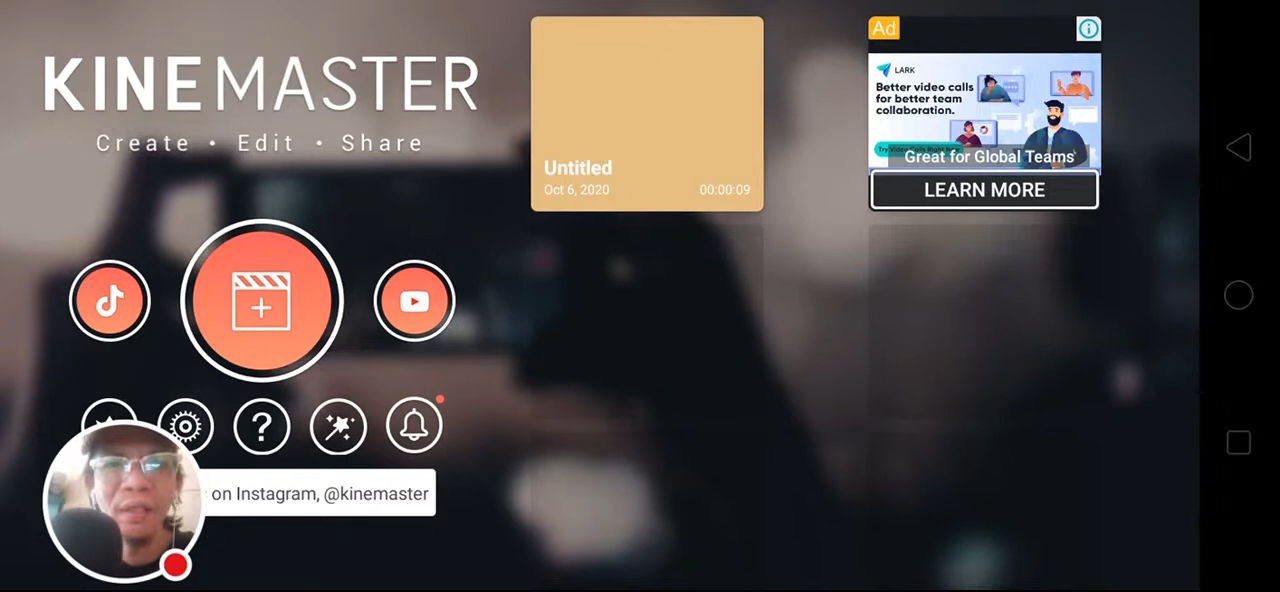 KINEMASTER
Create • Edit • Share
on Instagram, @kinemaster
Untitled
Oct 6, 2020
00:00:09
Ad
LARK
Better video calls
for better team
collaboration.
Great for Global Teams
LEARN MORE